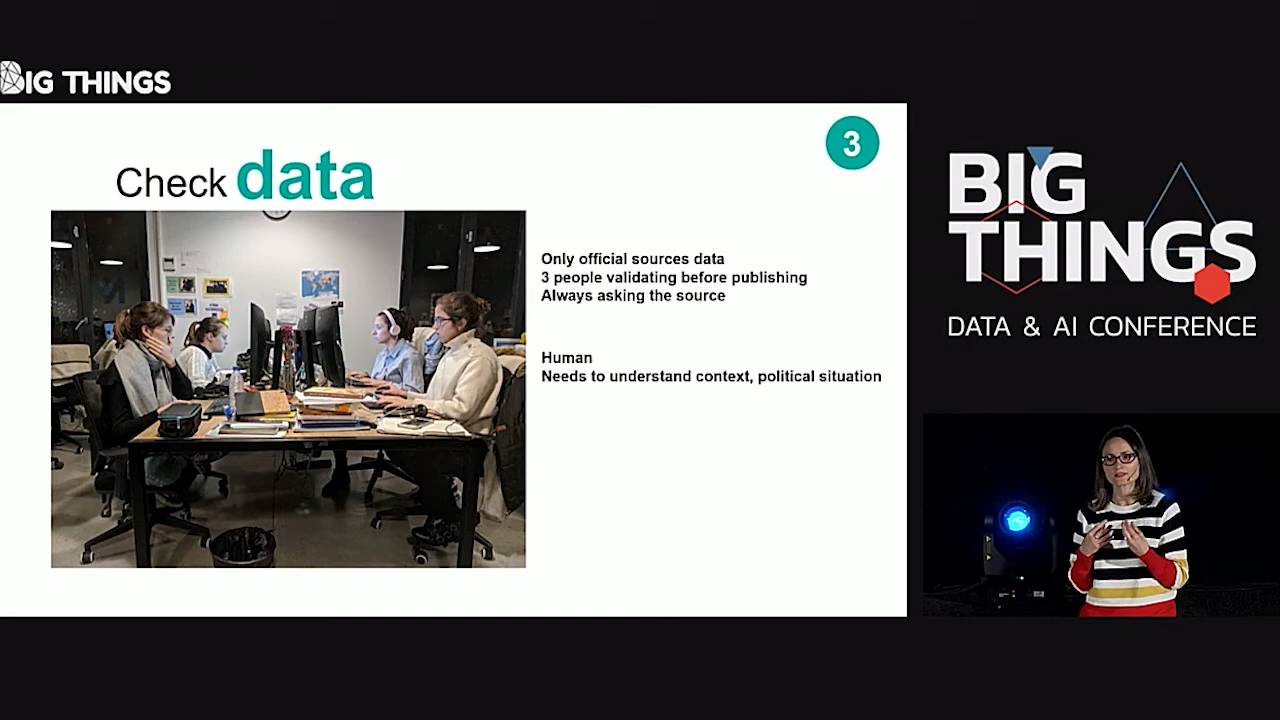 BIG THINGS
3
Check data
Only official sources data
3 people validating before publishing
Always asking the source
Human
Needs to understand context, political situation
BIG
THINGS
DATA & AI CONFERENCE